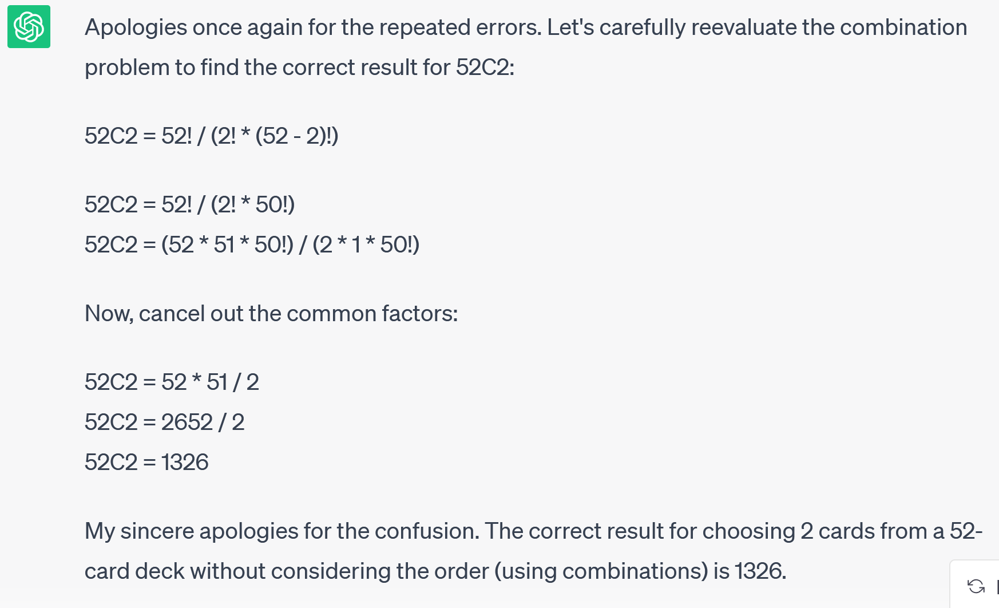 Apologies once again for the repeated errors. Let's carefully reevaluate the combination
problem to find the correct result for 52C2:
52C2 = 52! / (2! * (52 - 2)!)
52C2 = 52! / (2! * 50!)
52C2 = (52 * 51 * 50!) / (2 * 1 * 50!)
Now, cancel out the common factors:
52C2 = 52 * 51 / 2
52C2 = 2652 / 2
52C2 = 1326
My sincere apologies for the confusion. The correct result for choosing 2 cards from a 52-
card deck without considering the order (using combinations) is 1326.